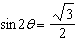 sin 2θ = √3/2